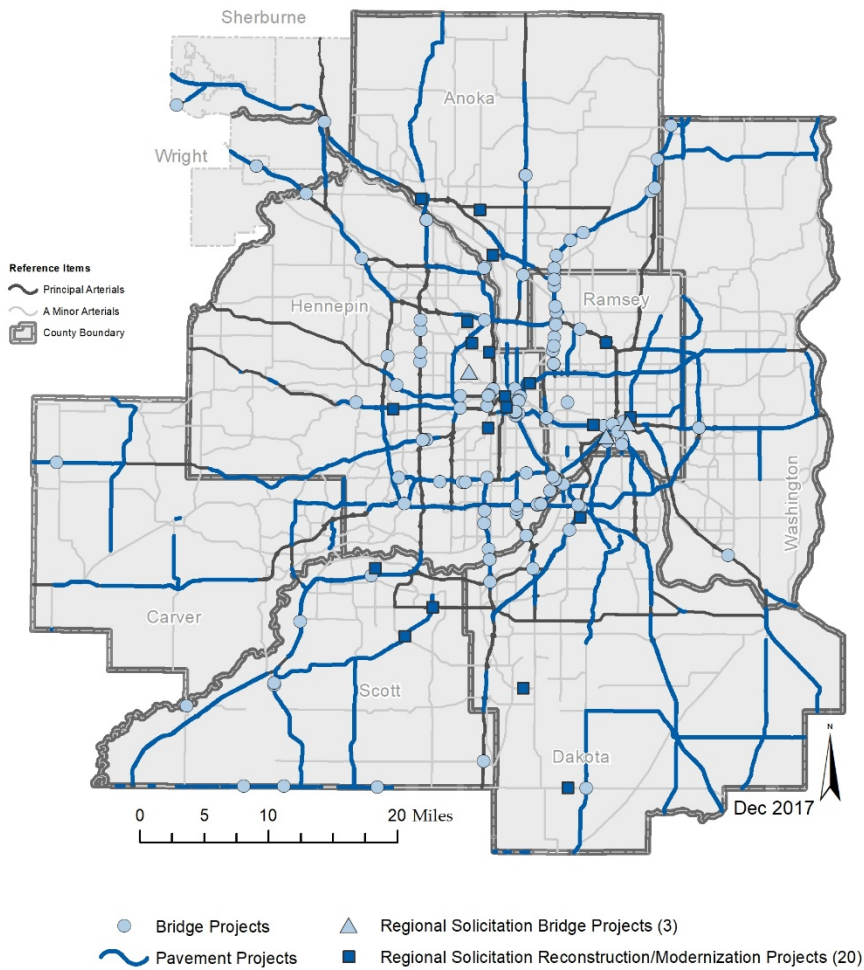 Sherburne
Anoka
Wright
Reference Items
Principal Arterials
A Minor Arterials
County Boundary
Hennepin
Ramsey
Washington
Carver
Scott
Dakota
N
Dec 2017
0 5 10 20 Miles
Bridge Projects
Regional Solicitation Bridge Projects (3)
Pavement Projects
Regional Solicitation Reconstruction/Modernization Projects (20)